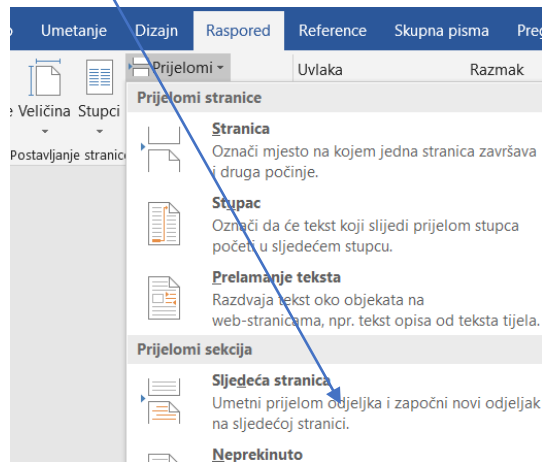 Umetanje Dizajn Raspored Reference Skupna pisma
Prijelomi Uvlaka Razmak
Veličina Stupci
Prijelomi stranice
Postavljanje
Stranica
Označi mjesto na kojem jedna stranica završava
i druga počinje.
Stupac
Označi da će tekst koji slijedi prijelom stupca
početi u sljedećem stupcu.
Prelamanje teksta
Razdvaja tekst oko objekata na
web-stranicama, npr. tekst opisa od teksta tijela.
Prijelomi sekcija
Sljedeća stranica
Umetni prijelom odjeljka i započni novi odjeljak
na sljedećoj stranici.
Neprekinuto